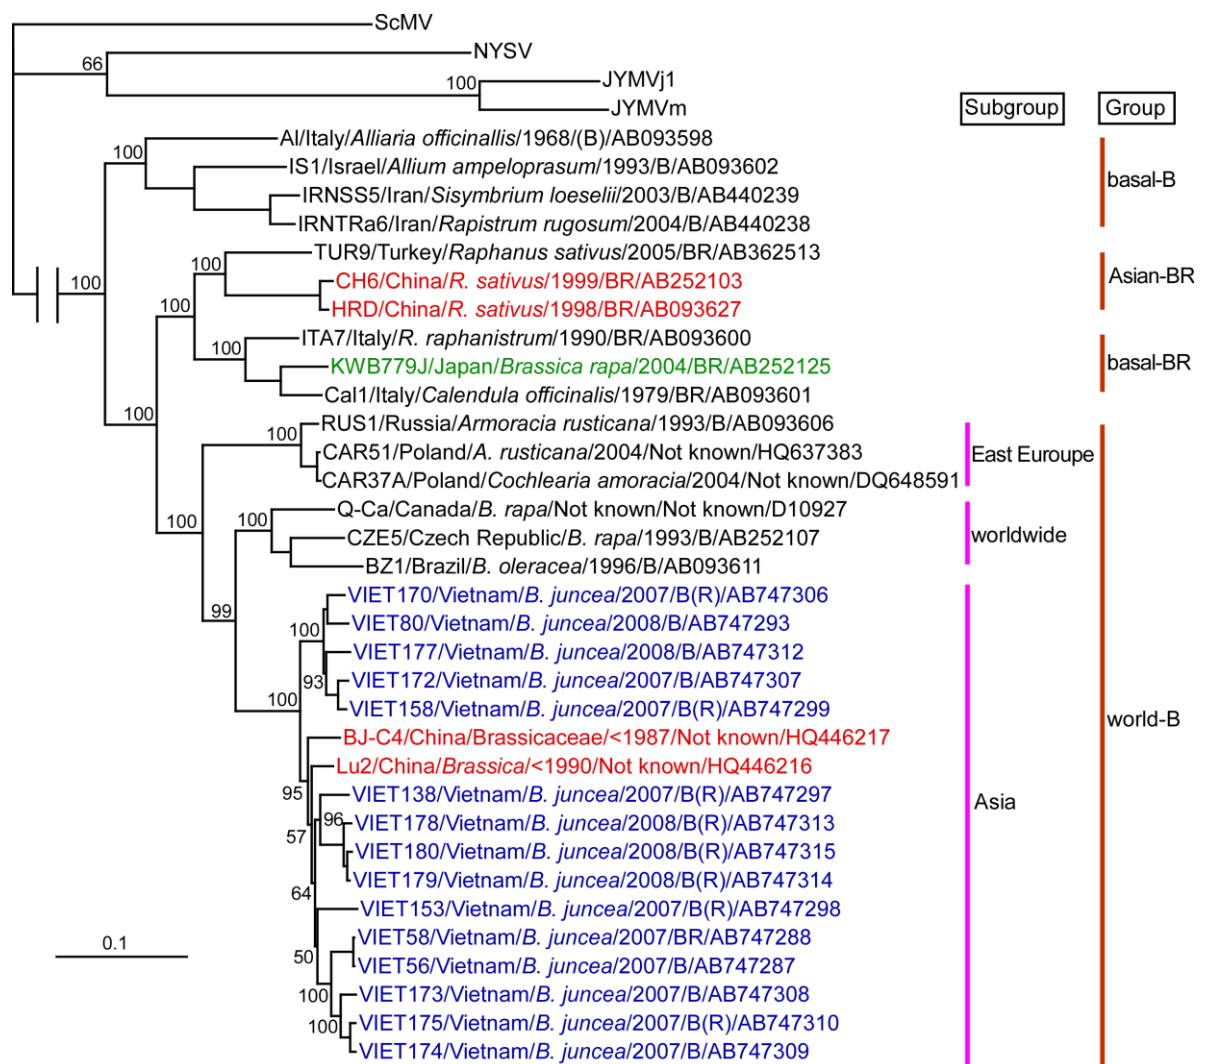 ScMV
NYSV
66
JYMVj1
100
JYMVm
Subgroup
Group
Al/Italy/Alliaria officinallis/1968/(B)/AB093598
100
IS1/Israel/Allium ampeloprasum/1993/B/AB093602
basal-B
IRNSS5/Iran/Sisymbrium loeselii/2003/B/AB440239
IRNTRa6/Iran/Rapistrum rugosum/2004/B/AB440238
TUR9/Turkey/Raphanus sativus/2005/BR/AB362513
100
100
CH6/China/R. sativus/1999/BR/AB252103
Asian-BR
HRD/China/R. sativus/1998/BR/AB093627
100
ITA7/Italy/R. raphanistrum/1990/BR/AB093600
100
KWB779J/Japan/Brassica rapa/2004/BR/AB252125
basal-BR
Cal1/Italy/Calendula officinalis/1979/BR/AB093601
100
RUS1/Russia/Armoracia rusticana/1993/B/AB093606
100
CAR51/Poland/A. rusticana/2004/Not known/HQ637383
East Euroupe
CAR37A/Poland/Cochlearia amoracia/2004/Not known/DQ648591
Q-Ca/Canada/B. rapa/Not known/Not known/D10927
100
100
CZE5/Czech Republic/B. rapa/1993/B/AB252107
worldwide
BZ1/Brazil/B. oleracea/1996/B/AB093611
VIET170/Vietnam/B. juncea/2007/B(R)/AB747306
99
VIET80/Vietnam/B. juncea/2008/B/AB747293
100
VIET177/Vietnam/B. juncea/2008/B/AB747312
93
VIET172/Vietnam/B. juncea/2007/B/AB747307
100
VIET158/Vietnam/B. juncea/2007/B(R)/AB747299
world-B
BJ-C4/China/Brassicaceae/<1987/Not known/HQ446217
Lu2/China/Brassica/<1990/Not known/HQ446216
95
VIET138/Vietnam/B. juncea/2007/B(R)/AB747297
Asia
96
VIET178/Vietnam/B. juncea/2008/B(R)/AB747313
57
VIET180/Vietnam/B. juncea/2008/B(R)/AB747315
VIET179/Vietnam/B. juncea/2008/B(R)/AB747314
64
VIET153/Vietnam/B. juncea/2007/B(R)/AB747298
VIET58/Vietnam/B. juncea/2007/BR/AB747288
0.1
50
VIET56/Vietnam/B. juncea/2007/B/AB747287
100
VIET173/Vietnam/B. juncea/2007/B/AB747308
100
VIET175/Vietnam/B. juncea/2007/B(R)/AB747310
VIET174/Vietnam/B. juncea/2007/B/AB747309